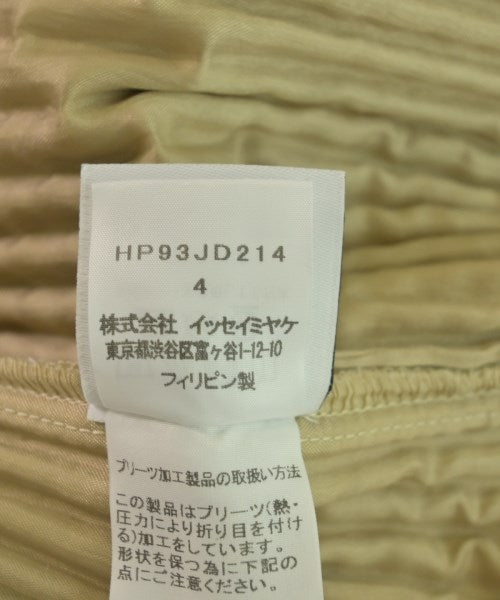 HP93JD214
4
株式会社 イッセイミヤケ
東京都渋谷区富ヶ谷1-12-10
フィリピン製
プリーツ加工製品の取扱い方法
この製品はプリーツ(熱・
圧力により折り目を付け
る)加工をしています。
形状を保つ為に下記の
点にご注意ください。